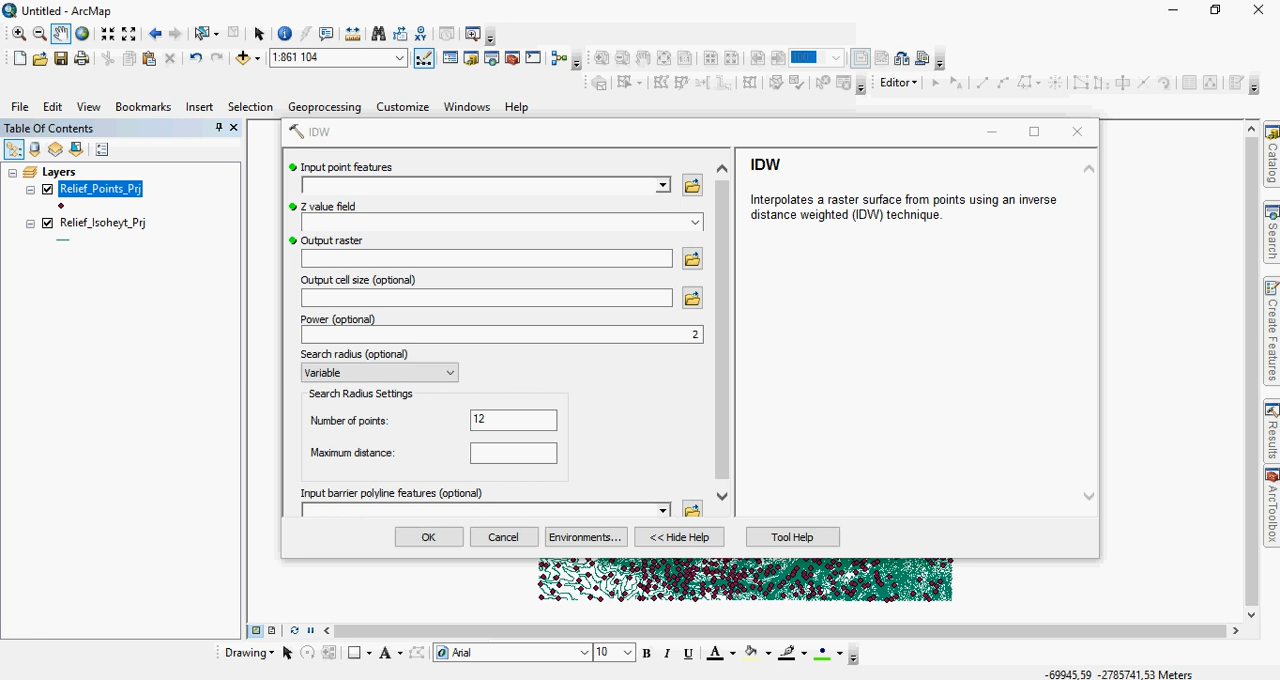 Untitled - ArcMap
1:861 104
Editor
File Edit View Bookmarks Insert Selection Geoprocessing Customize Windows Help
Table Of Contents
Layers
Relief_Points_Prj
Relief_Isoheyt_Prj
IDW
Input point features
Z value field
Output raster
Output cell size (optional)
Power (optional)
2
Search radius (optional)
Variable
Search Radius Settings
Number of points:
12
Maximum distance:
Input barrier polyline features (optional)
OK
Cancel
Environments...
<< Hide Help
Tool Help
IDW
Interpolates a raster surface from points using an inverse
distance weighted (IDW) technique.
Catalog
Search
Create Features
Results
ArcToolbox
Drawing
A
Arial
10
B
I
U
A
-69945,59 -2785741,53 Meters